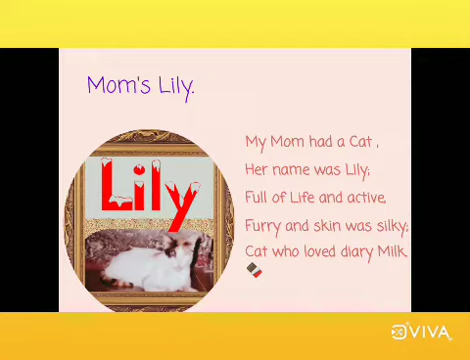 Mom's Lily.
Lily
My Mom had a Cat ,
Her name was Lily;
Full of Life and active,
Furry and skin was silky;
Cat who loved diary Milk
VIVA